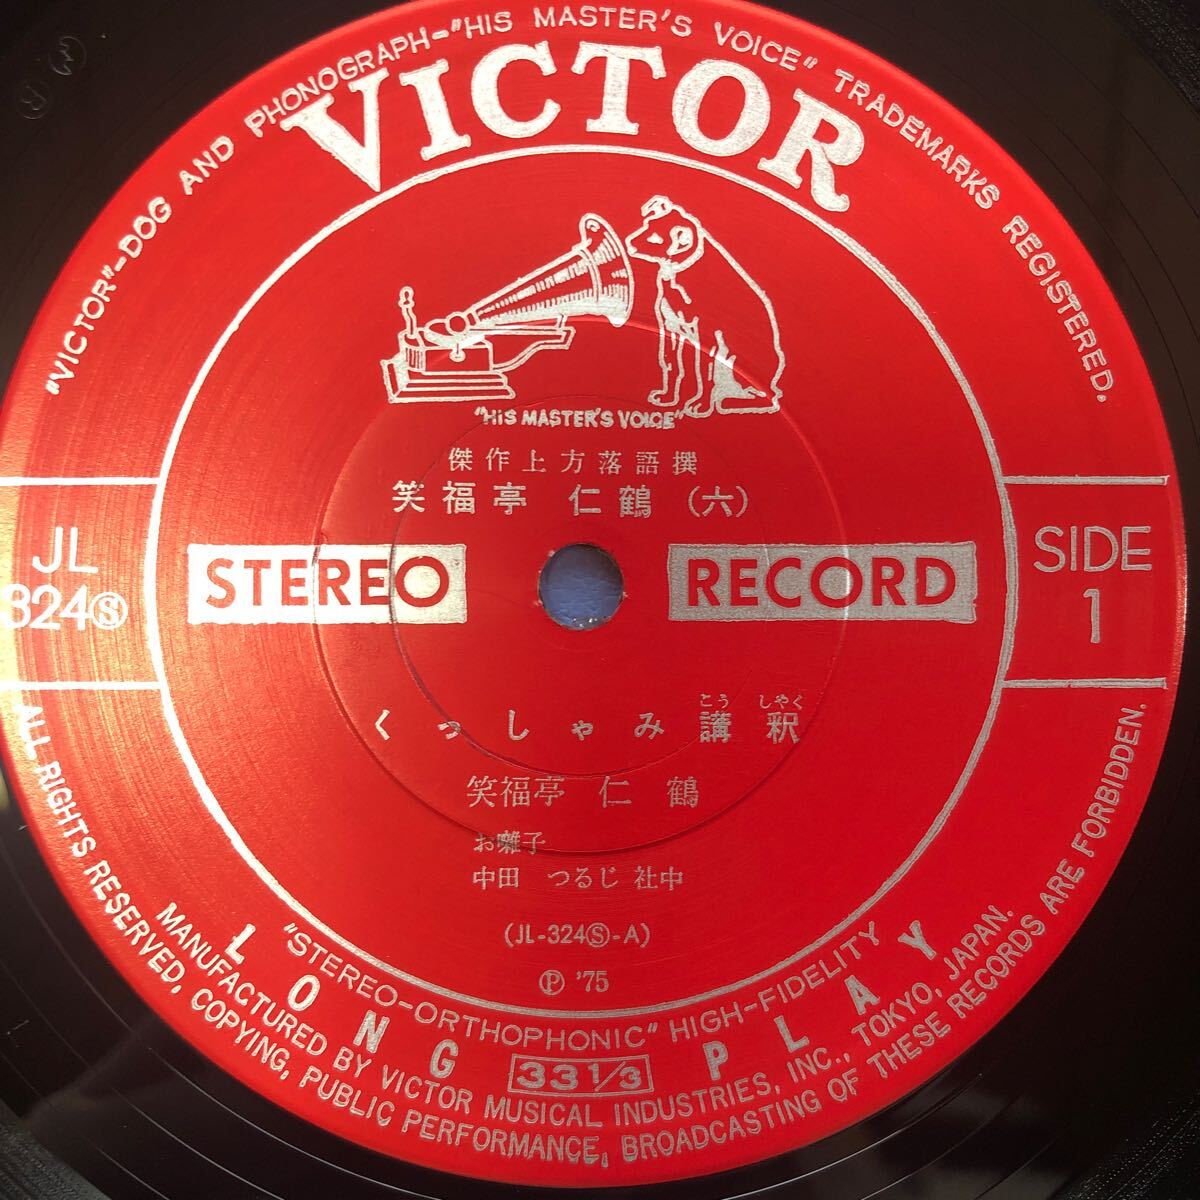 "VICTOR"-DOG AND PHONOGRAPH-"HIS MASTER'S VOICE" TRADEMARKS REGISTERED.
VICTOR
"HIS MASTER'S VOICE"
傑作上方落語撰
笑福亭 仁鶴(六)
JL
324Ⓢ
STEREO RECORD
SIDE
1
こう しゃく
くっしゃみ講釈
笑福亭 仁鶴
お囃子
中田 つるじ 社中
(JL-324Ⓢ-A)
Ⓟ '75
"STEREO-ORTHOPHONIC" HIGH-FIDELITY
LONG 33 1/3 PLAY
MANUFACTURED BY VICTOR MUSICAL INDUSTRIES, INC., TOKYO, JAPAN.
ALL RIGHTS RESERVED, COPYING, PUBLIC PERFORMANCE, BROADCASTING OF THESE RECORDS ARE FORBIDDEN.